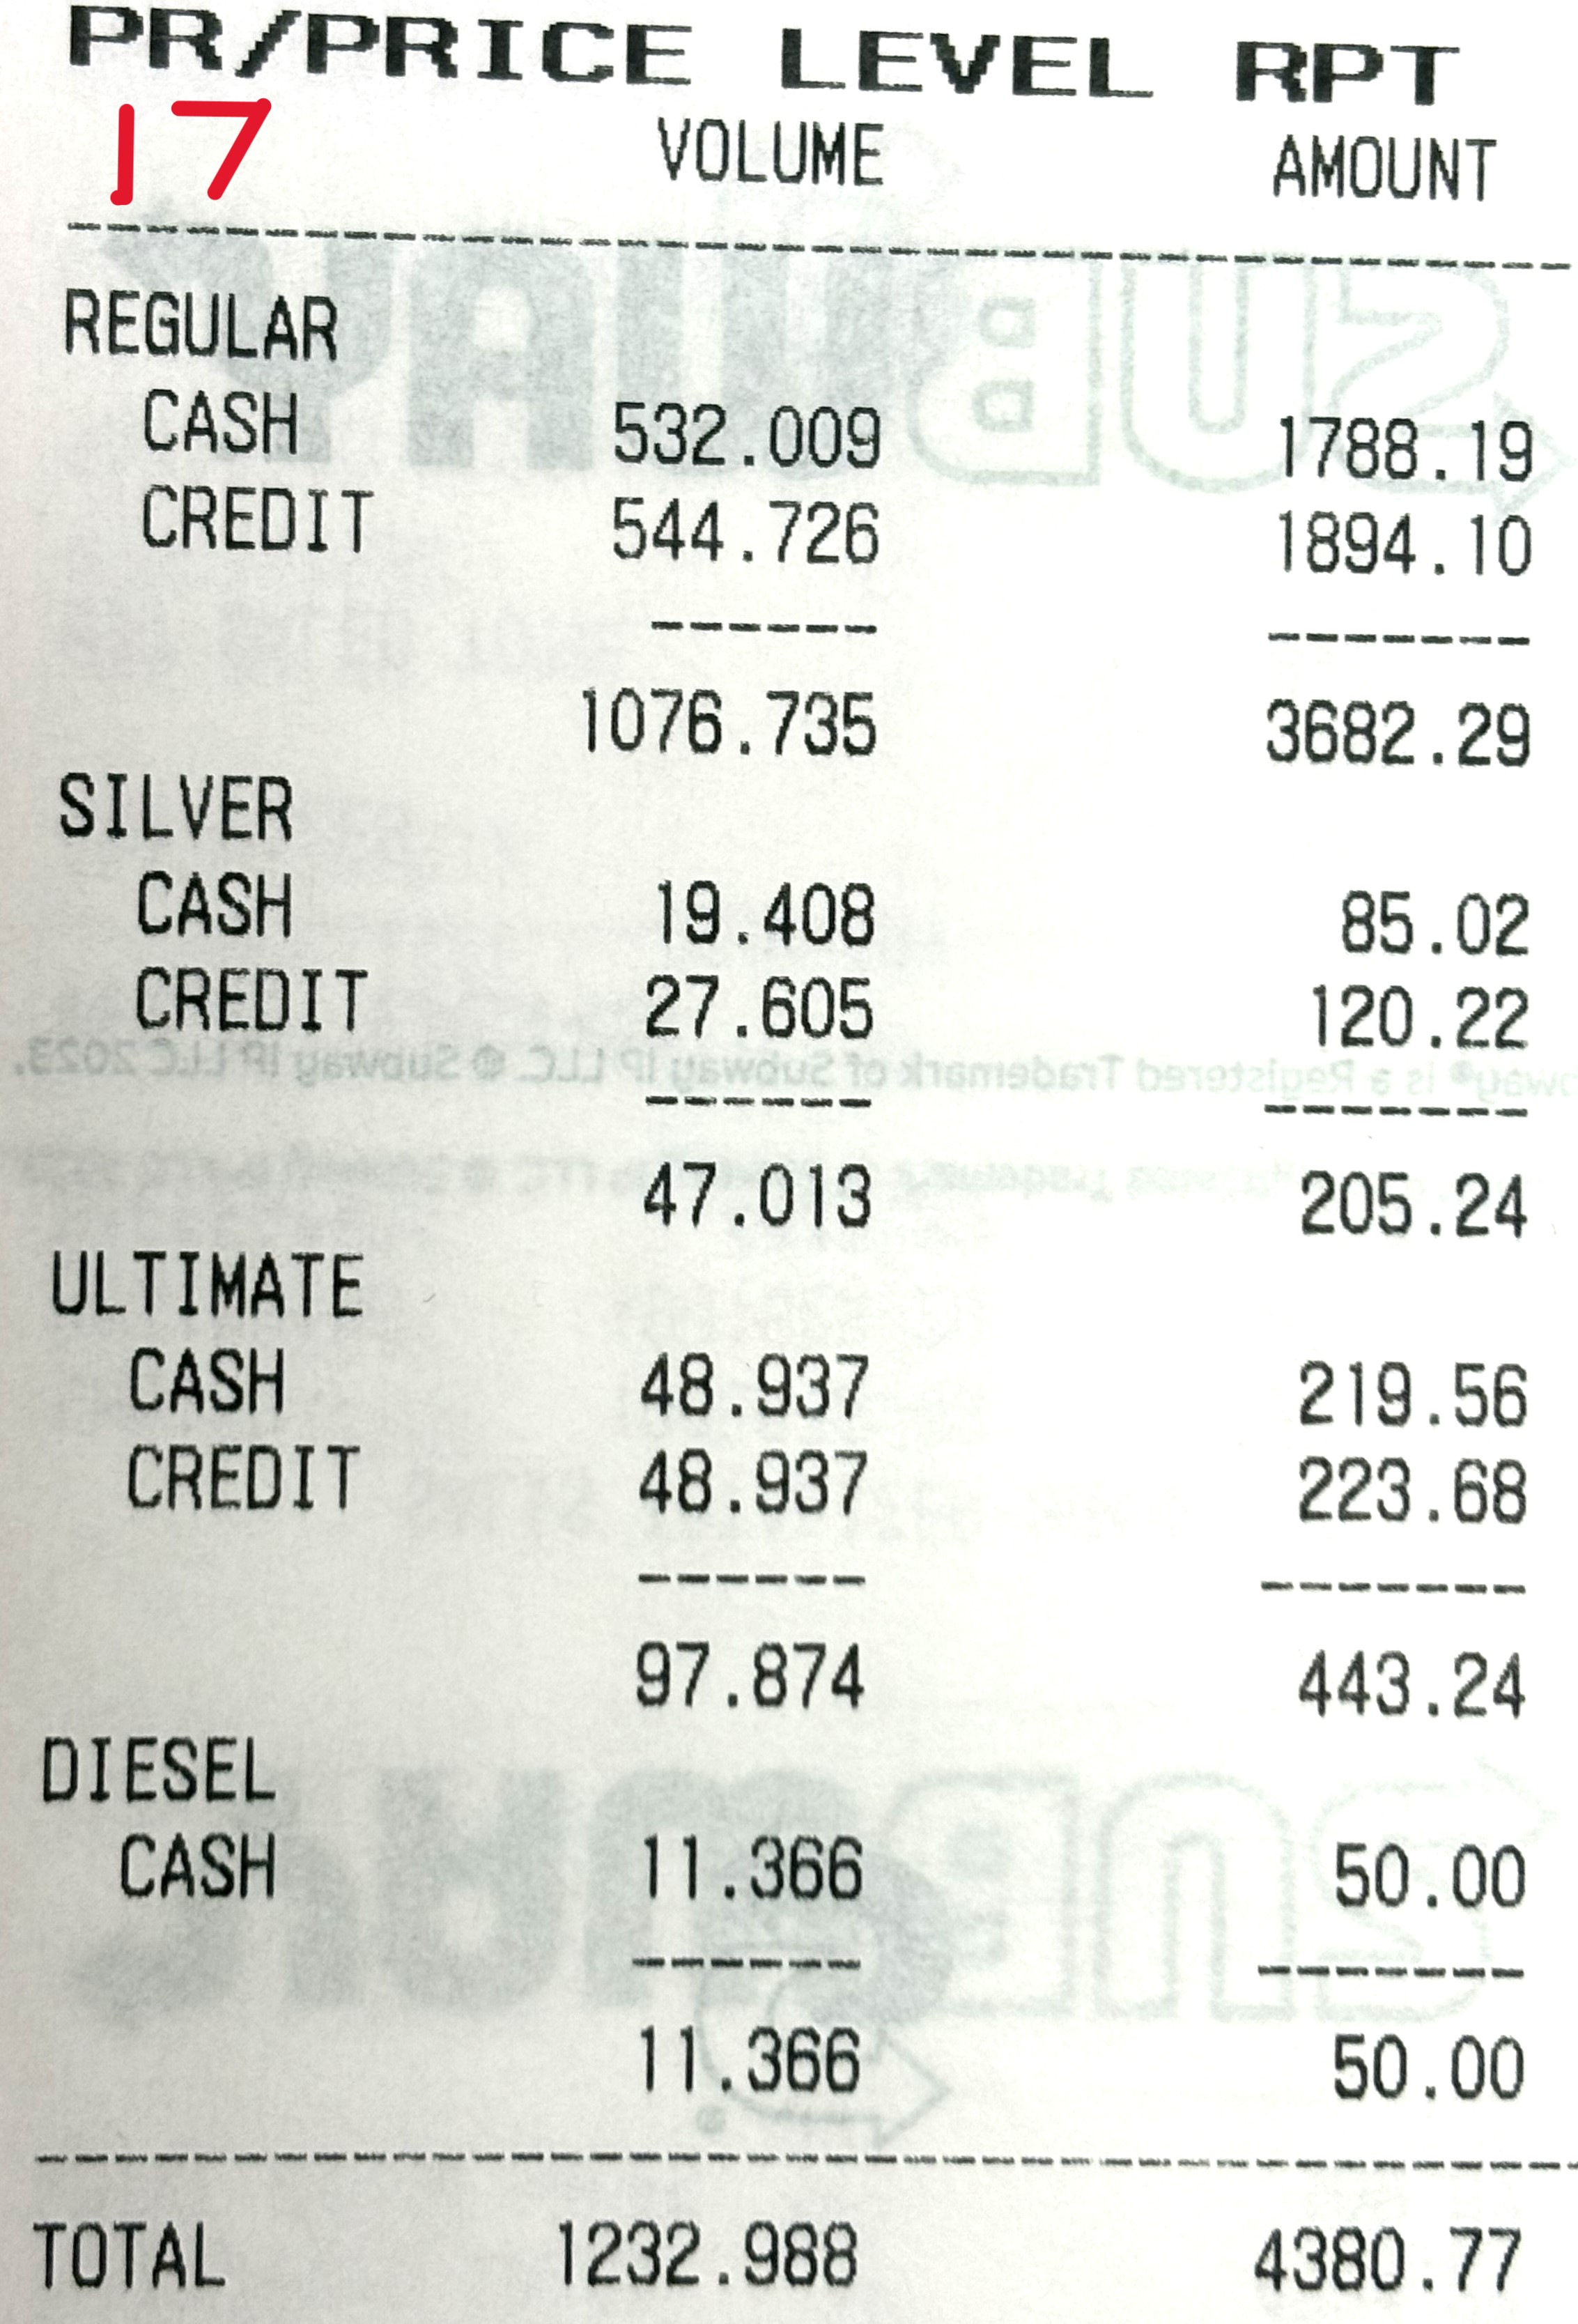 PR/PRICE LEVEL RPT
17 VOLUME AMOUNT
REGULAR
CASH 532.009 1788.19
CREDIT 544.726 1894.10
1076.735 3682.29
SILVER
CASH 19.408 85.02
CREDIT 27.605 120.22
way® is a Registered Trademark of Subway IP LLC. © Subway IP LLC 2023.
47.013 205.24
ULTIMATE
CASH 48.937 219.56
CREDIT 48.937 223.68
97.874 443.24
DIESEL
CASH 11.366 50.00
11.366 50.00
TOTAL 1232.988 4380.77